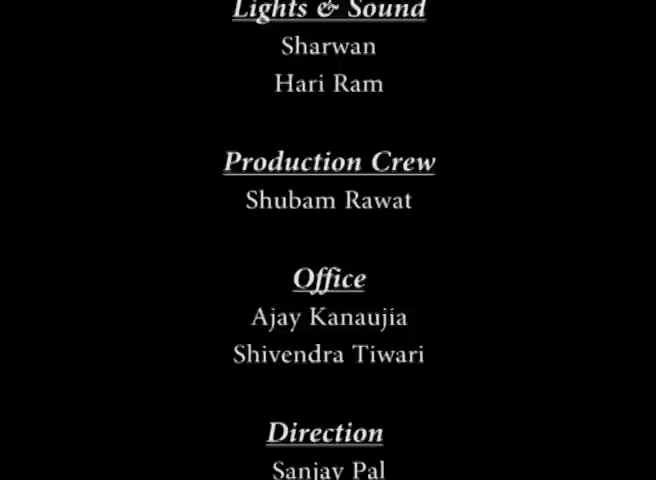 Lights & Sound
Sharwan
Hari Ram
Production Crew
Shubam Rawat
Office
Ajay Kanaujia
Shivendra Tiwari
Direction
Sanjay Pal